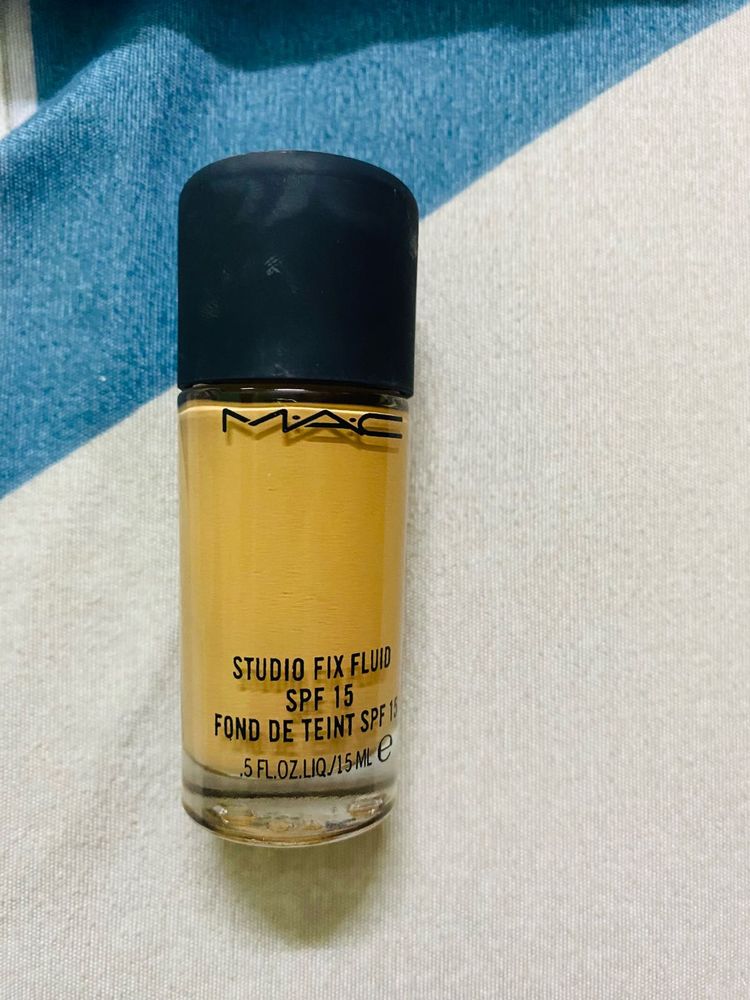 M·A·C
STUDIO FIX FLUID
SPF 15
FOND DE TEINT SPF 15
.5 FL.OZ.LIQ./15 ML ℮